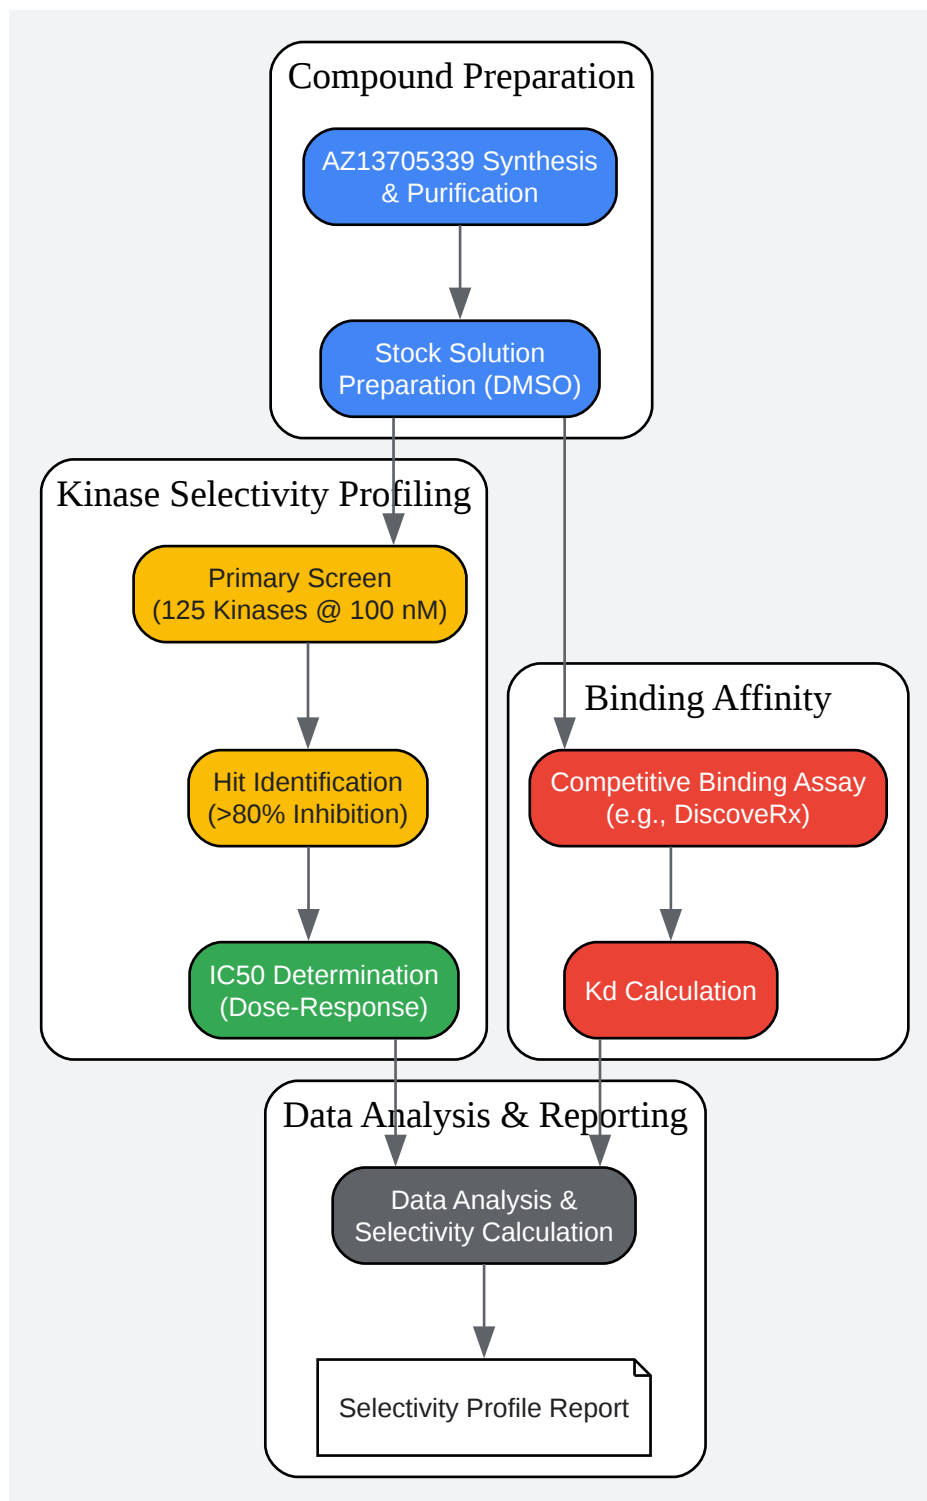 Compound Preparation
AZ13705339 Synthesis
& Purification
Stock Solution
Preparation (DMSO)
Kinase Selectivity Profiling
Primary Screen
(125 Kinases @ 100 nM)
Hit Identification
(>80% Inhibition)
IC50 Determination
(Dose-Response)
Binding Affinity
Competitive Binding Assay
(e.g., DiscoveRx)
Kd Calculation
Data Analysis & Reporting
Data Analysis &
Selectivity Calculation
Selectivity Profile Report